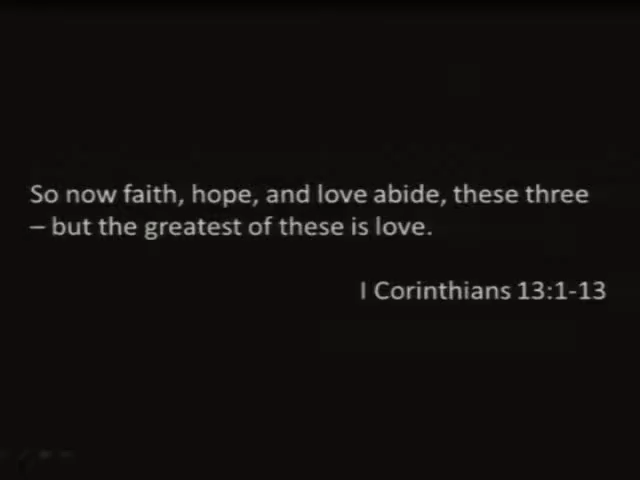 So now faith, hope, and love abide, these three
– but the greatest of these is love.
I Corinthians 13:1-13